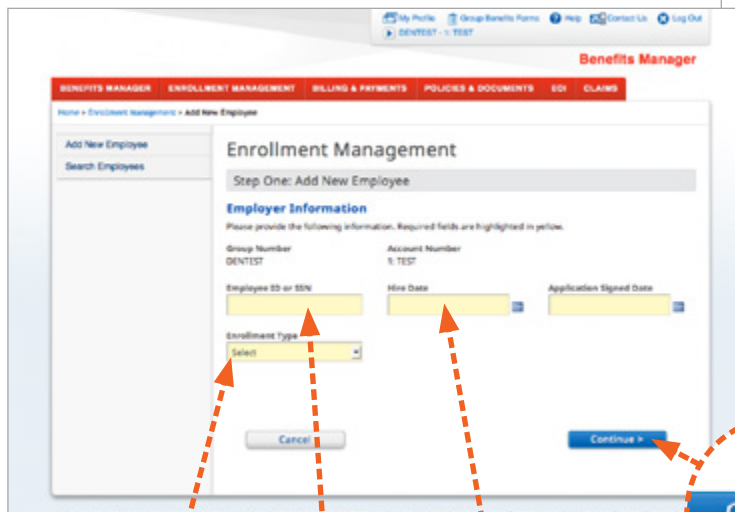 My Profile Group Benefits Forms Help Contact Us Log Out
DENTEST - 1: TEST
Benefits Manager
BENEFITS MANAGER ENROLLMENT MANAGEMENT BILLING & PAYMENTS POLICIES & DOCUMENTS EDI CLAIMS
Home > Enrollment Management > Add New Employee
Add New Employee
Search Employees
Enrollment Management
Step One: Add New Employee
Employer Information
Please provide the following information. Required fields are highlighted in yellow.
Group Number Account Number
DENTEST 1: TEST
Employee ID or SSN Hire Date Application Signed Date
Enrollment Type
Select
Cancel Continue >